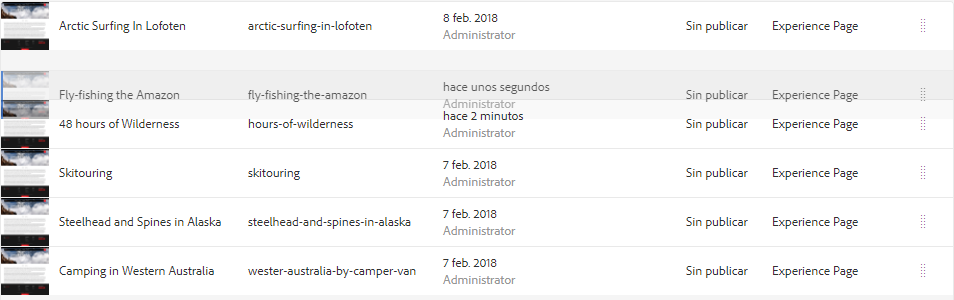 Arctic Surfing In Lofoten arctic-surfing-in-lofoten 8 feb. 2018 Sin publicar Experience Page
Administrator
Fly-fishing the Amazon fly-fishing-the-amazon hace unos segundos Sin publicar Experience Page
Administrator
48 hours of Wilderness hours-of-wilderness hace 2 minutos Sin publicar Experience Page
Administrator
Skitouring skitouring 7 feb. 2018 Sin publicar Experience Page
Administrator
Steelhead and Spines in Alaska steelhead-and-spines-in-alaska 7 feb. 2018 Sin publicar Experience Page
Administrator
Camping in Western Australia wester-australia-by-camper-van 7 feb. 2018 Sin publicar Experience Page
Administrator